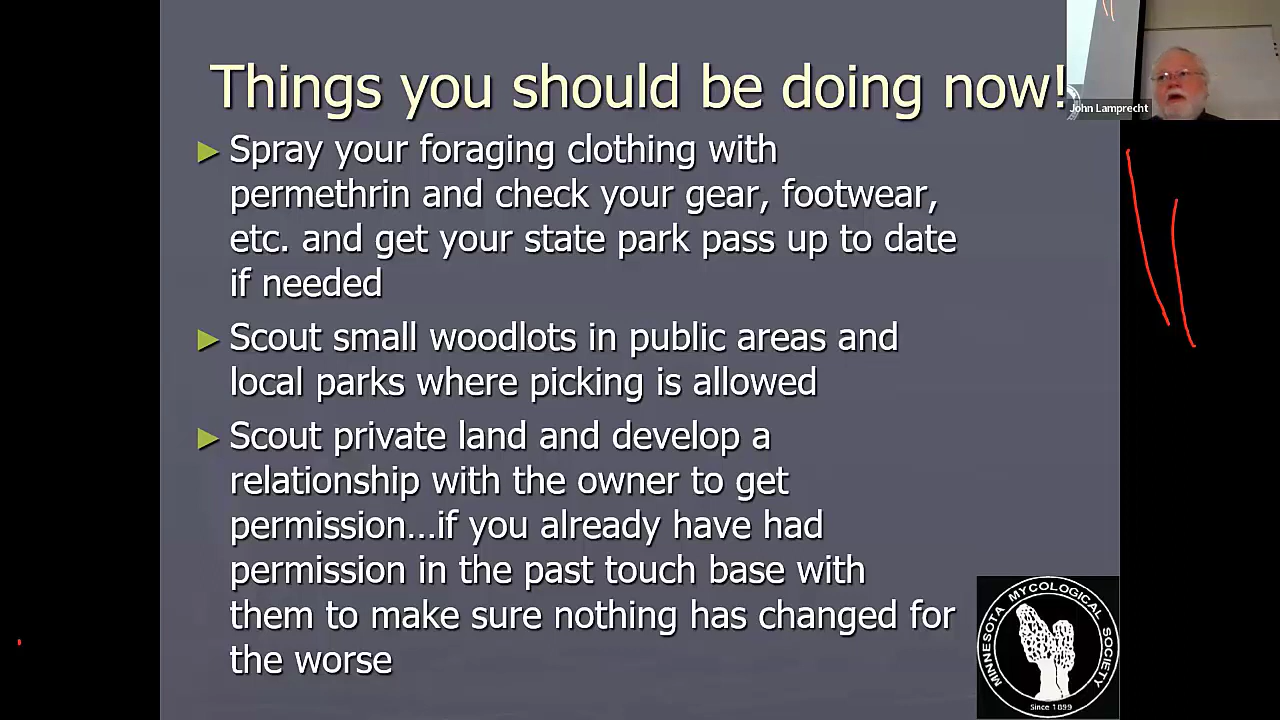 Things you should be doing now!
John Lamprecht
Spray your foraging clothing with
permethrin and check your gear, footwear,
etc. and get your state park pass up to date
if needed
Scout small woodlots in public areas and
local parks where picking is allowed
Scout private land and develop a
relationship with the owner to get
permission...if you already have had
permission in the past touch base with
them to make sure nothing has changed for
the worse
MINNESOTA MYCOLOGICAL SOCIETY
Since 1899